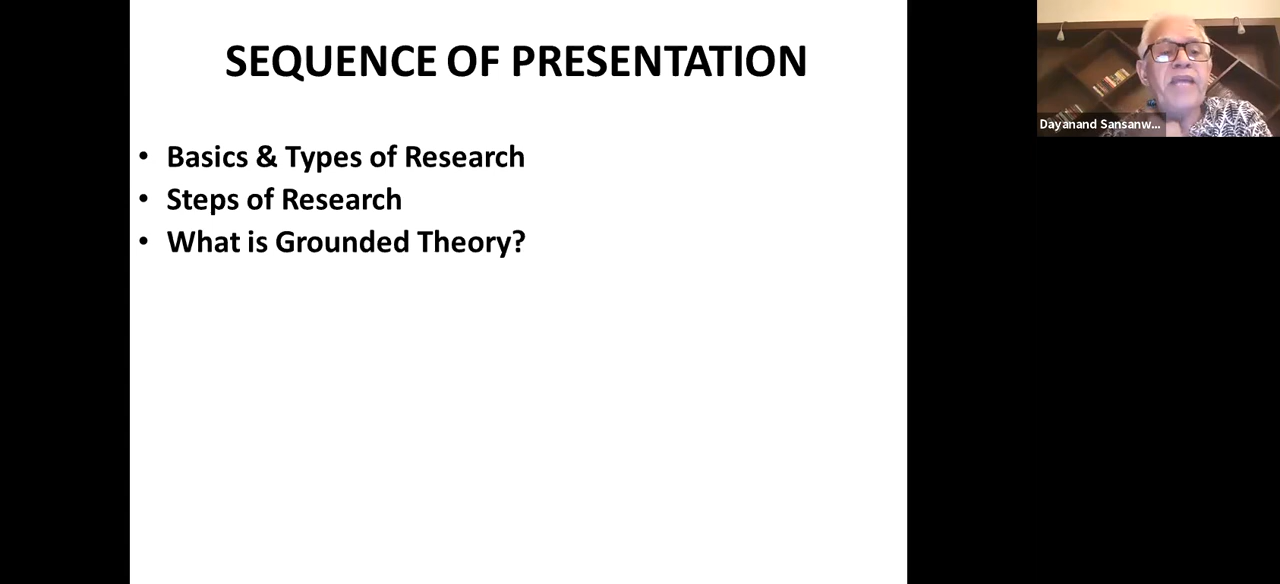 SEQUENCE OF PRESENTATION
• Basics & Types of Research
• Steps of Research
• What is Grounded Theory?
Dayanand Sansanw...